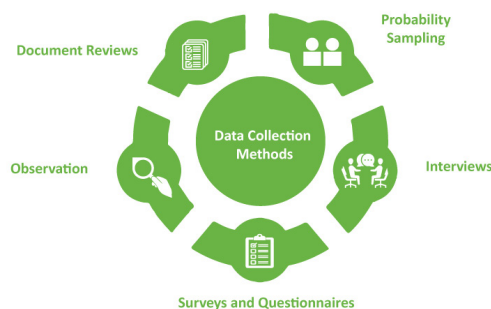 Probability
Sampling
Document Reviews
Data Collection
Methods
Observation
Interviews
Surveys and Questionnaires